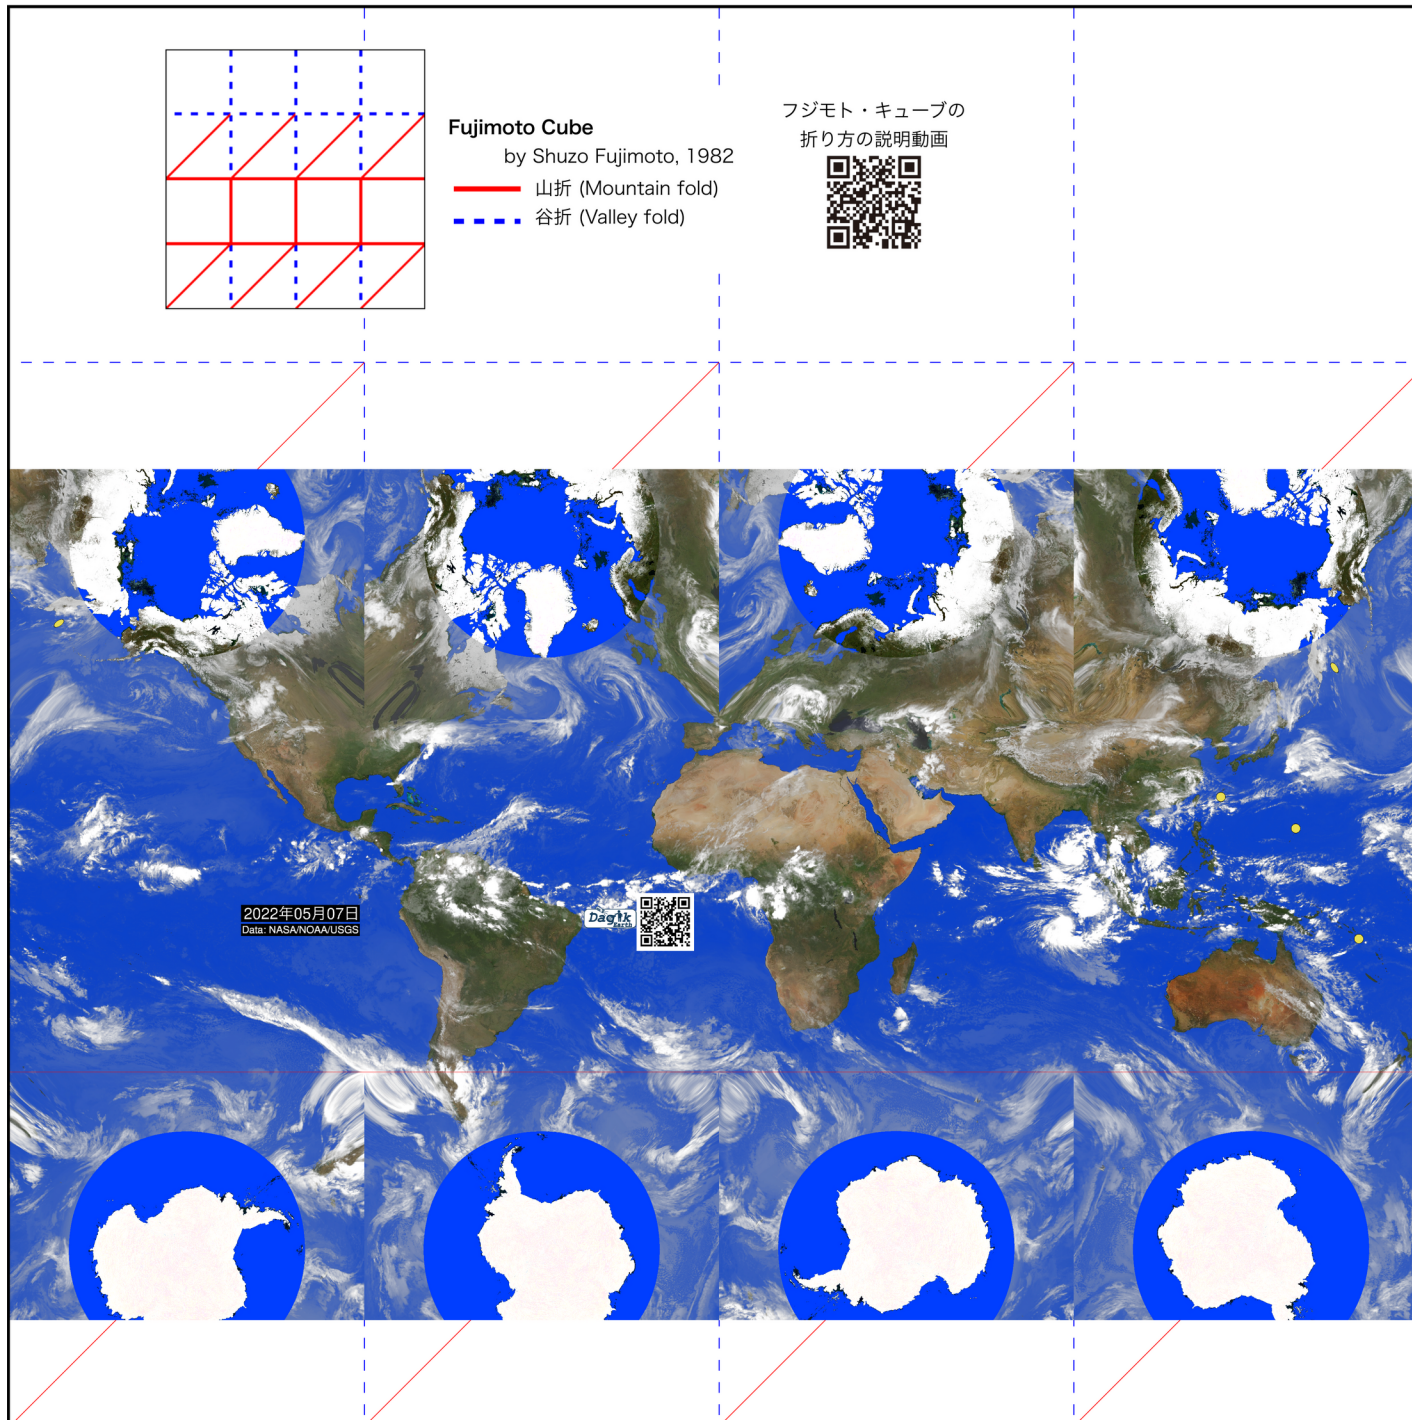 Fujimoto Cube
by Shuzo Fujimoto, 1982
山折 (Mountain fold)
谷折 (Valley fold)
フジモト・キューブの
折り方の説明動画
2022年05月07日
Data: NASA/NOAA/USGS
Dagik
Earth